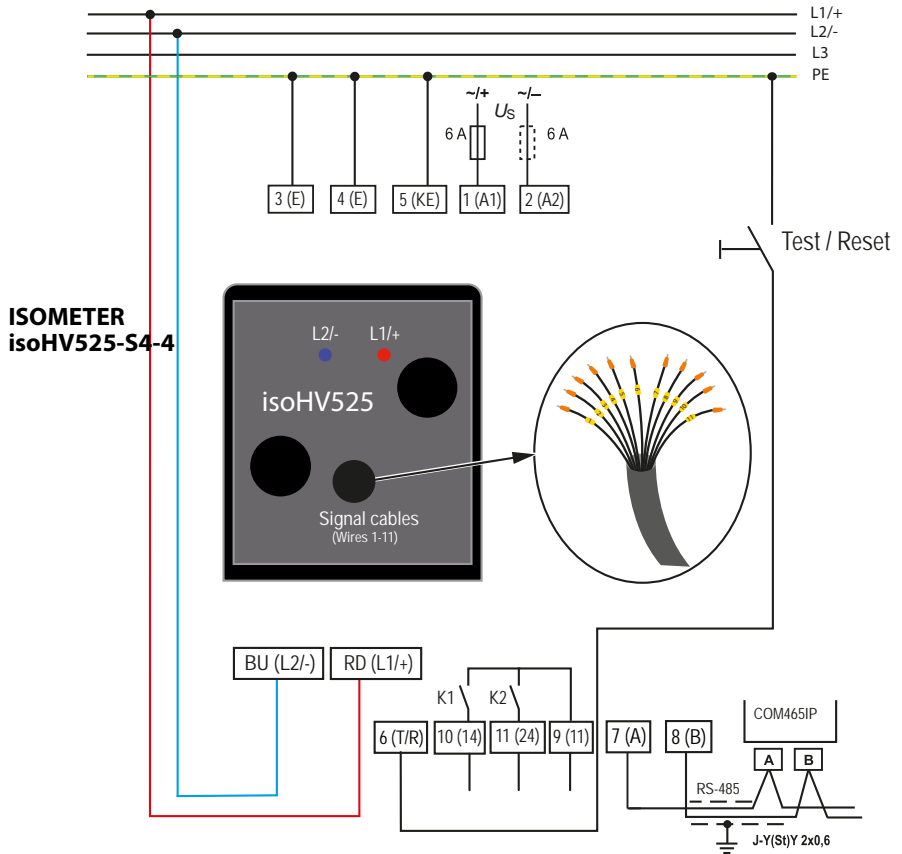 L1/+
L2/-
L3
PE
~/+ ~/–
US
6 A 6 A
3 (E) 4 (E) 5 (KE) 1 (A1) 2 (A2)
Test / Reset
ISOMETER
isoHV525-S4-4
L2/- L1/+
isoHV525
Signal cables
(Wires 1-11)
BU (L2/-) RD (L1/+)
K1 K2
COM465IP
6 (T/R) 10 (14) 11 (24) 9 (11) 7 (A) 8 (B)
A B
RS-485
J-Y(St)Y 2x0,6